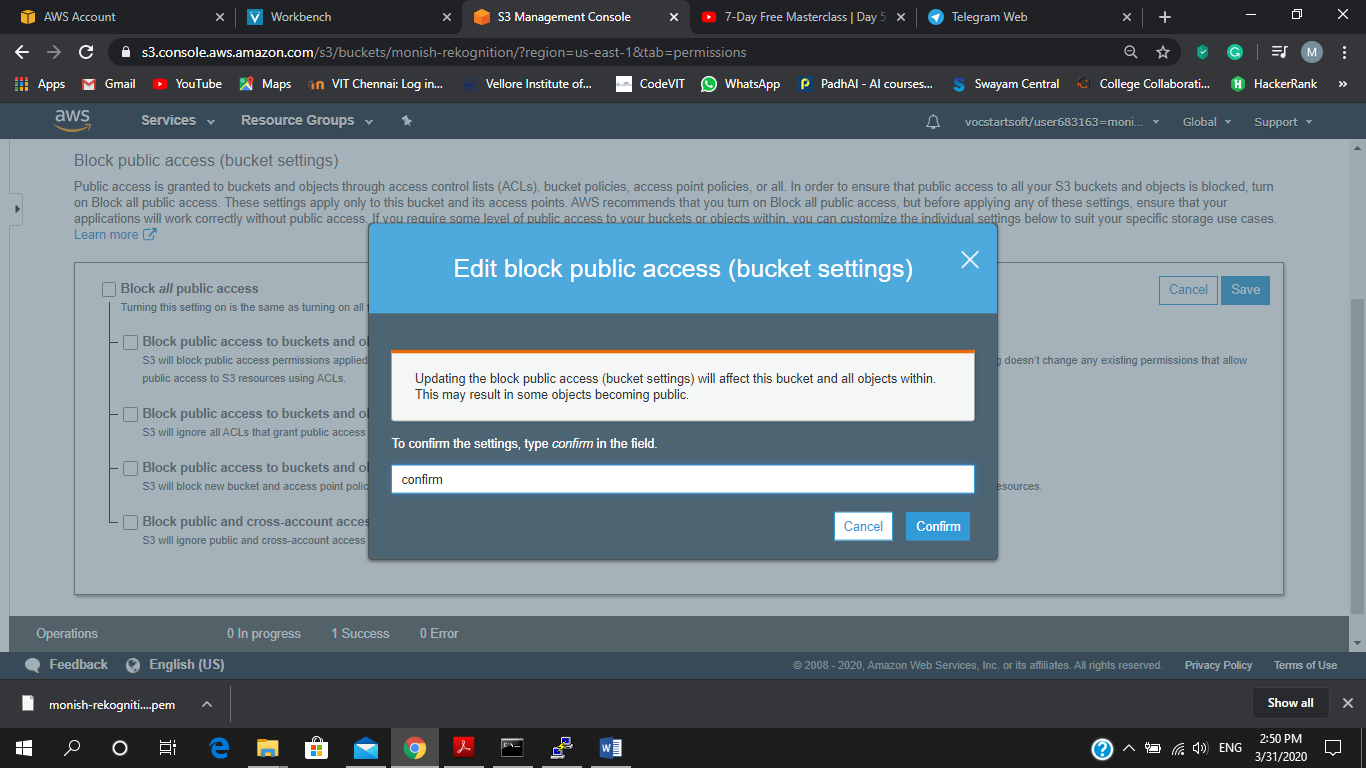 AWS Account
Workbench
S3 Management Console
7-Day Free Masterclass | Day 5
Telegram Web
s3.console.aws.amazon.com/s3/buckets/monish-rekognition/?region=us-east-1&tab=permissions
M
Apps
Gmail
YouTube
Maps
VIT Chennai: Log in...
Vellore Institute of...
CodeVIT
WhatsApp
PadhAI - AI courses...
Swayam Central
College Collaborati...
HackerRank
»
aws
Services
Resource Groups
vocstartsoft/user683163=moni...
Global
Support
Block public access (bucket settings)
Public access is granted to buckets and objects through access control lists (ACLs), bucket policies, access point policies, or all. In order to ensure that public access to all your S3 buckets and objects is blocked, turn
on Block all public access. These settings apply only to this bucket and its access points. AWS recommends that you turn on Block all public access, but before applying any of these settings, ensure that your
applications will work correctly without public access. If you require some level of public access to your buckets or objects within, you can customize the individual settings below to suit your specific storage use cases.
Learn more
Block all public access
Turning this setting on is the same as turning on all
Cancel
Save
Block public access to buckets and
S3 will block public access permissions applied
doesn't change any existing permissions that allow
public access to S3 resources using ACLs.
Block public access to buckets and
S3 will ignore all ACLs that grant public access
Block public access to buckets and
S3 will block new bucket and access point
Block public and cross-account
S3 will ignore public and cross-account access
Edit block public access (bucket settings)
Updating the block public access (bucket settings) will affect this bucket and all objects within.
This may result in some objects becoming public.
To confirm the settings, type confirm in the field.
confirm
Cancel
Confirm
Operations
0 In progress
1 Success
0 Error
Feedback
English (US)
© 2008 - 2020, Amazon Web Services, Inc. or its affiliates. All rights reserved.
Privacy Policy
Terms of Use
monish-rekogniti....pem
Show all
ENG
2:50 PM
3/31/2020